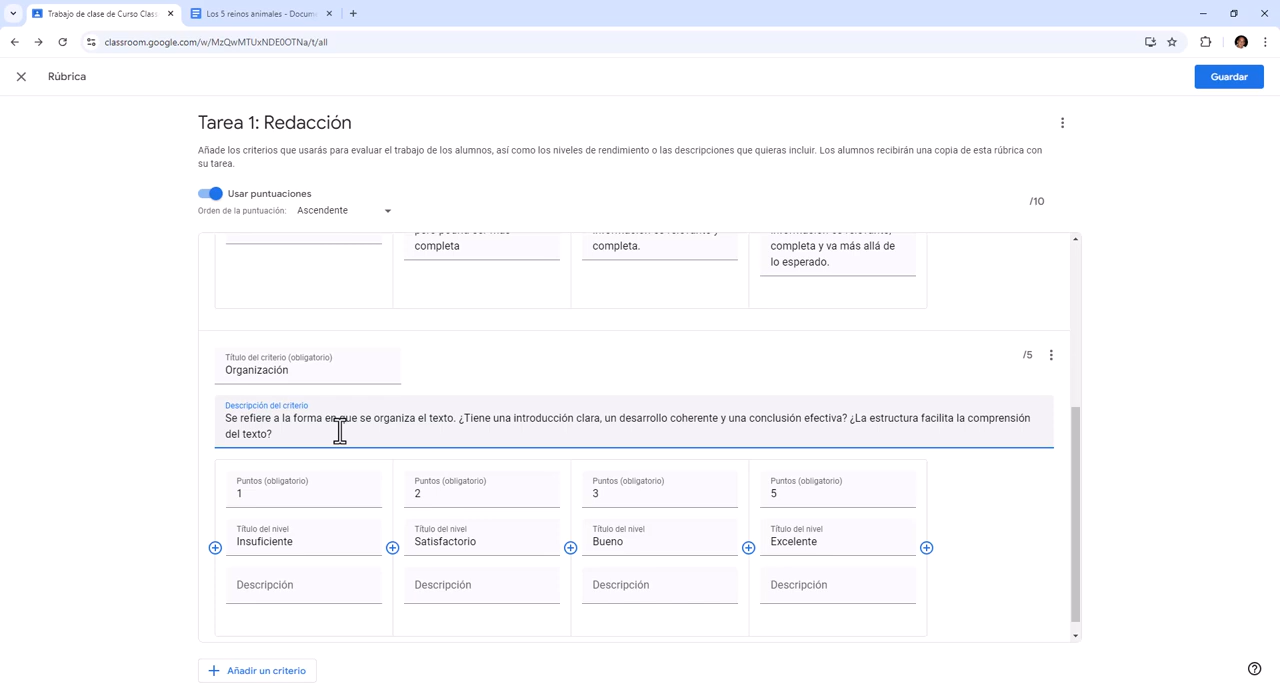 Trabajo de clase de Curso Class
Los 5 reinos animales - Docum
classroom.google.com/w/MzQwMTUxNDE0OTNa/t/all
Rúbrica
Guardar
Tarea 1: Redacción
Añade los criterios que usarás para evaluar el trabajo de los alumnos, así como los niveles de rendimiento o las descripciones que quieras incluir. Los alumnos recibirán una copia de esta rúbrica con
su tarea.
Usar puntuaciones
Orden de la puntuación: Ascendente
/10
completa
completa.
completa y va más allá de
lo esperado.
Título del criterio (obligatorio)
Organización
/5
Descripción del criterio
Se refiere a la forma en que se organiza el texto. ¿Tiene una introducción clara, un desarrollo coherente y una conclusión efectiva? ¿La estructura facilita la comprensión
del texto?
Puntos (obligatorio) Puntos (obligatorio) Puntos (obligatorio) Puntos (obligatorio)
1 2 3 5
Título del nivel Título del nivel Título del nivel Título del nivel
Insuficiente Satisfactorio Bueno Excelente
Descripción Descripción Descripción Descripción
Añadir un criterio